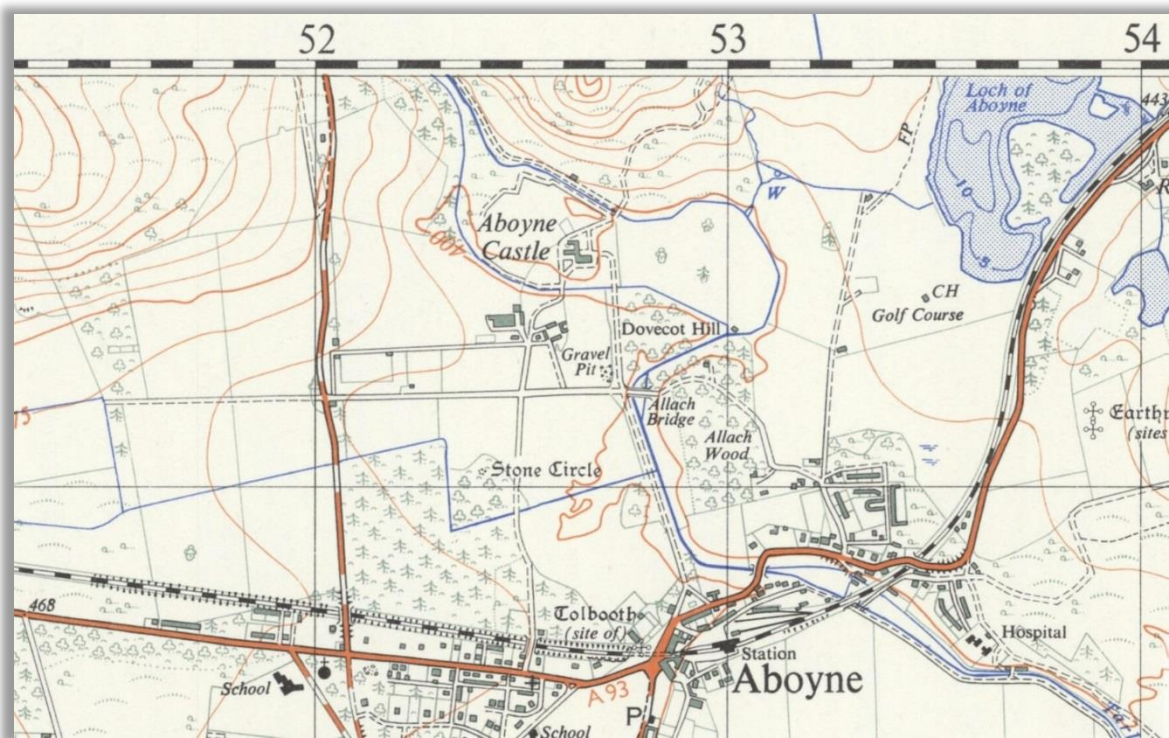 52
53
54
Loch of
Aboyne
443
FP
W
10
5
Aboyne
Castle
400
CH
Golf Course
Dovecot Hill
Gravel
Pit
Allach
Bridge
Allach
Wood
Earth
(sites
Stone Circle
468
Tolbooth
(site of)
Hospital
Station
Aboyne
School
A 93
P
School